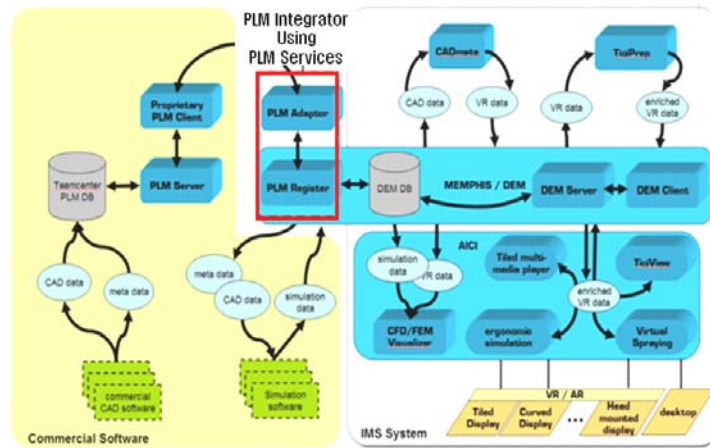 PLM Integrator
Using
PLM Services
CADmate
TiciPrep
Proprietary
PLM Client
PLM Adaptor
CAD data
VR data
VR data
enriched
VR data
Teamcenter
PLM DB
PLM Server
PLM Register
DEM DB
MEMPHIS / DEM
DEM Server
DEM Client
AICI
CAD data
meta data
meta data
CAD data
simulation
data
simulation
data
VR data
Tiled multi-
media player
TiciView
enriched
VR data
CFD/FEM
Visualizer
ergonomic
simulation
Virtual
Spraying
commercial
CAD software
Simulation
software
VR / AR
Tiled
Display
Curved
Display
...
Head
mounted
display
desktop
Commercial Software
IMS System